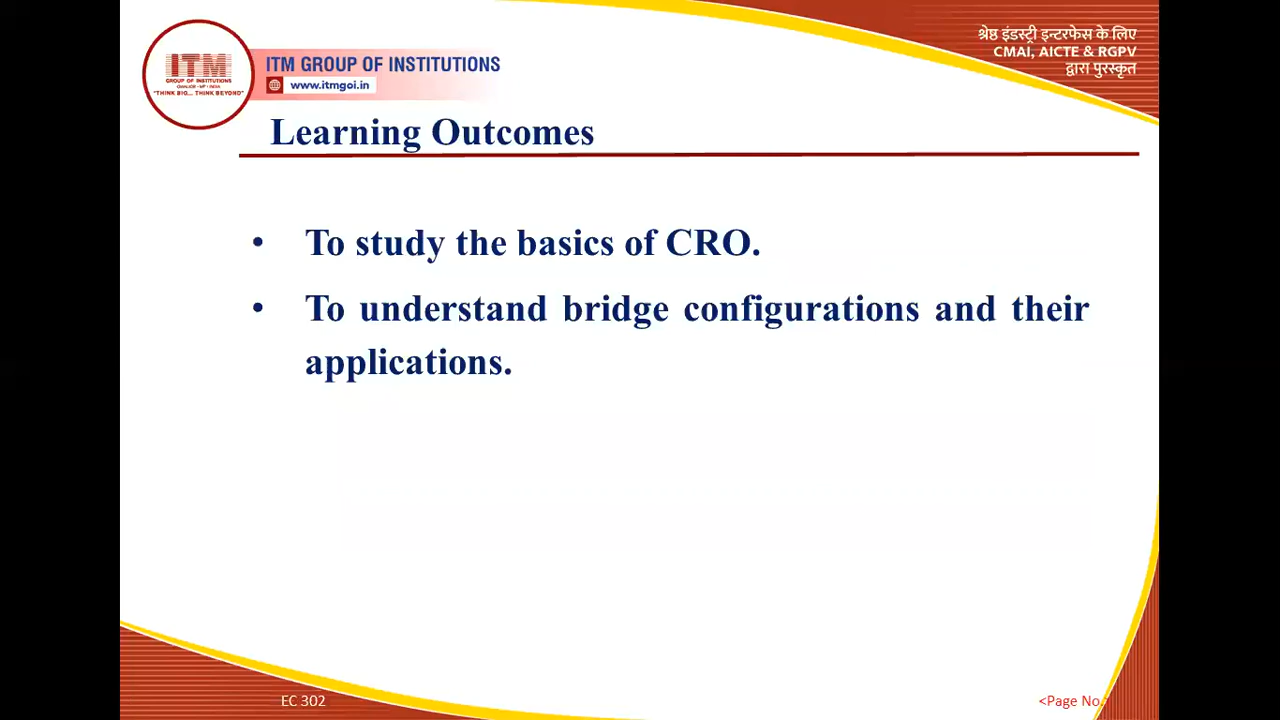 ITM
GROUP OF INSTITUTIONS
GWALIOR • MP • INDIA
"THINK BIG... THINK BEYOND"
ITM GROUP OF INSTITUTIONS
www.itmgoi.in
श्रेष्ठ इंडस्ट्री इन्टरफेस के लिए
CMAI, AICTE & RGPV
द्वारा पुरस्कृत
Learning Outcomes
• To study the basics of CRO.
• To understand bridge configurations and their
applications.
EC 302
<Page No.